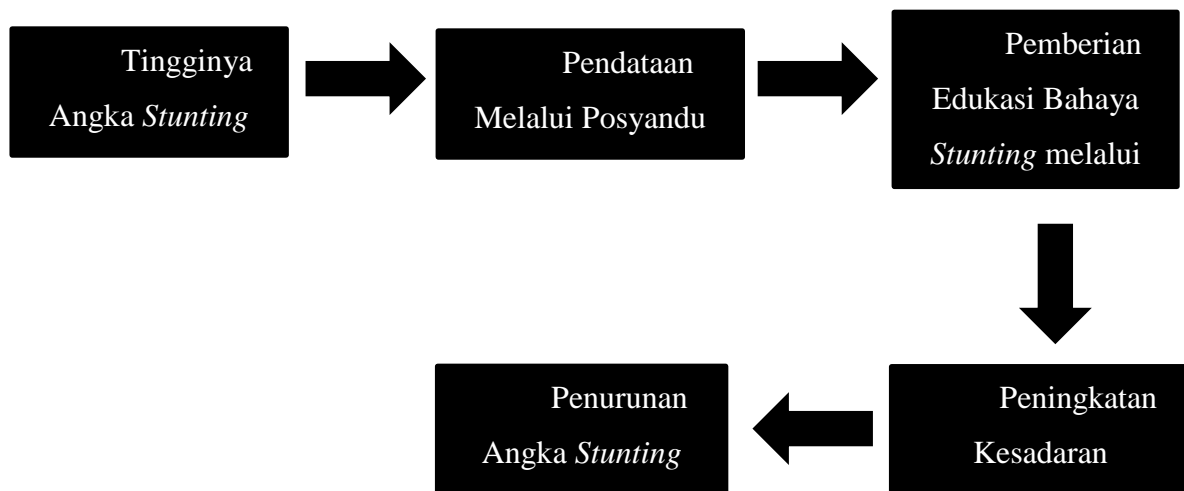 Tingginya
Angka Stunting
Pendataan
Melalui Posyandu
Pemberian
Edukasi Bahaya
Stunting melalui
Peningkatan
Kesadaran
Penurunan
Angka Stunting